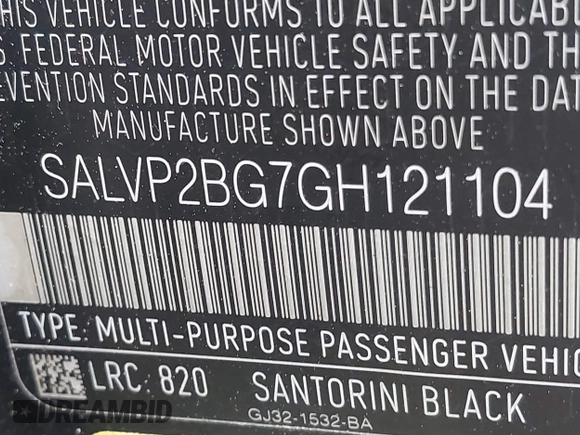 HIS VEHICLE CONFORMS TO ALL APPLICABL
S. FEDERAL MOTOR VEHICLE SAFETY AND TH
EVENTION STANDARDS IN EFFECT ON THE DAT
MANUFACTURE SHOWN ABOVE
SALVP2BG7GH121104
TYPE: MULTI-PURPOSE PASSENGER VEHIC
LRC: 820 SANTORINI BLACK
GJ32-1532-BA
DREAMBID